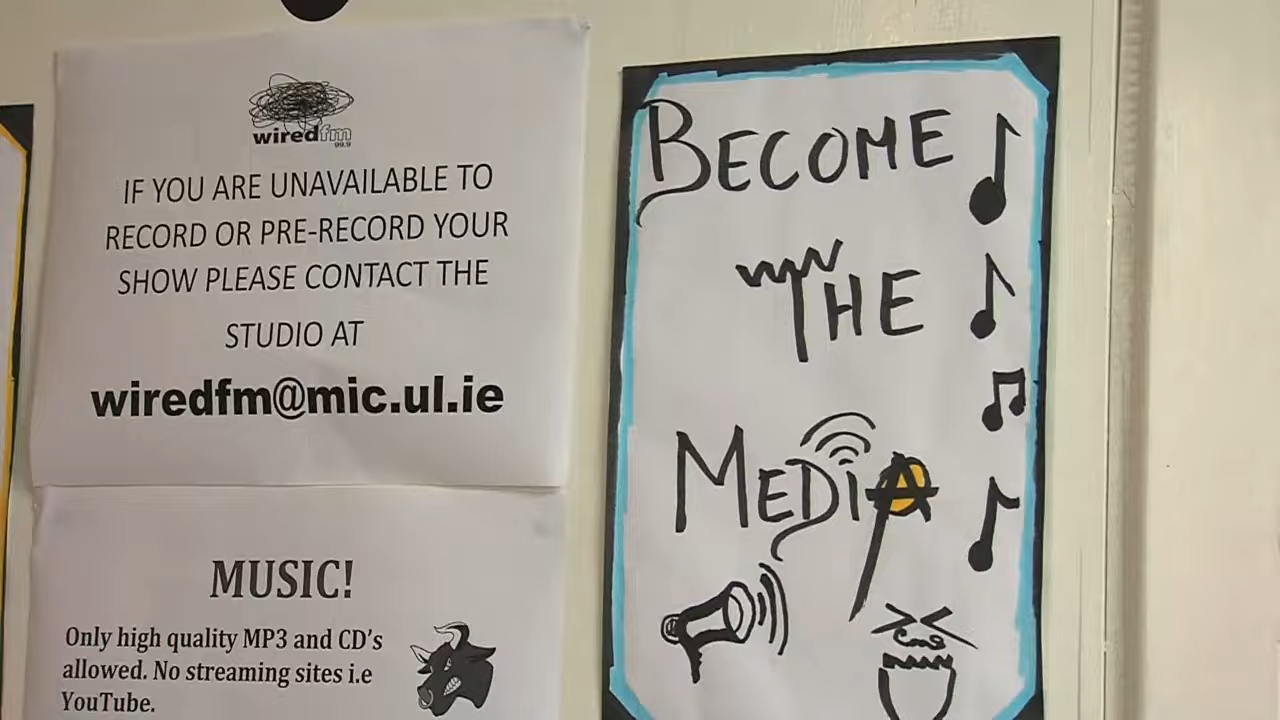 wiredfm
99.9
IF YOU ARE UNAVAILABLE TO
RECORD OR PRE-RECORD YOUR
SHOW PLEASE CONTACT THE
STUDIO AT
wiredfm@mic.ul.ie
MUSIC!
Only high quality MP3 and CD's
allowed. No streaming sites i.e
YouTube.
BECOME
THE
MEDIA